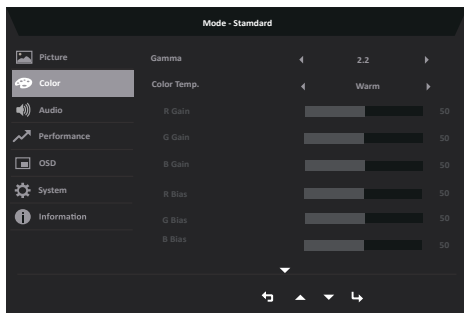 Mode - Standard
Picture
Color
Audio
Performance
OSD
System
Information
Gamma 2.2
Color Temp. Warm
R Gain 50
G Gain 50
B Gain 50
R Bias 50
G Bias 50
B Bias 50